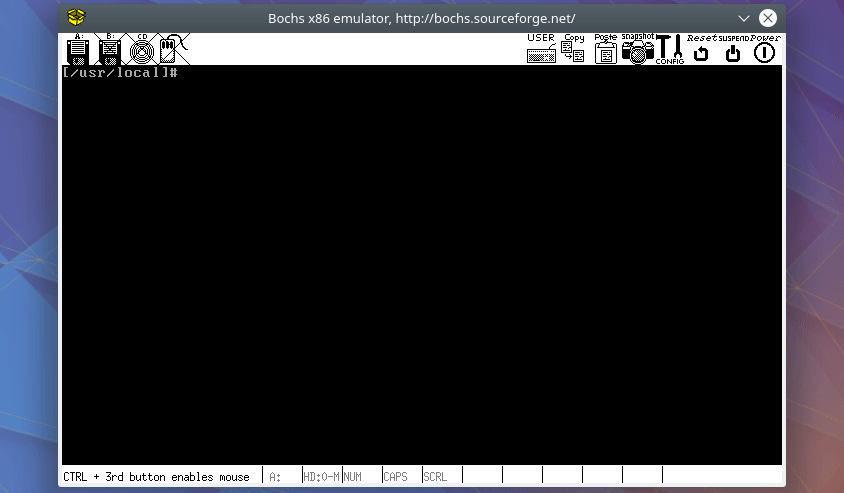 Bochs x86 emulator, http://bochs.sourceforge.net/
A: B: CD USER Copy Paste snapshot CONFIG Reset SUSPEND Power
[/usr/local]#
CTRL + 3rd button enables mouse A: HD:0-M NUM CAPS SCRL